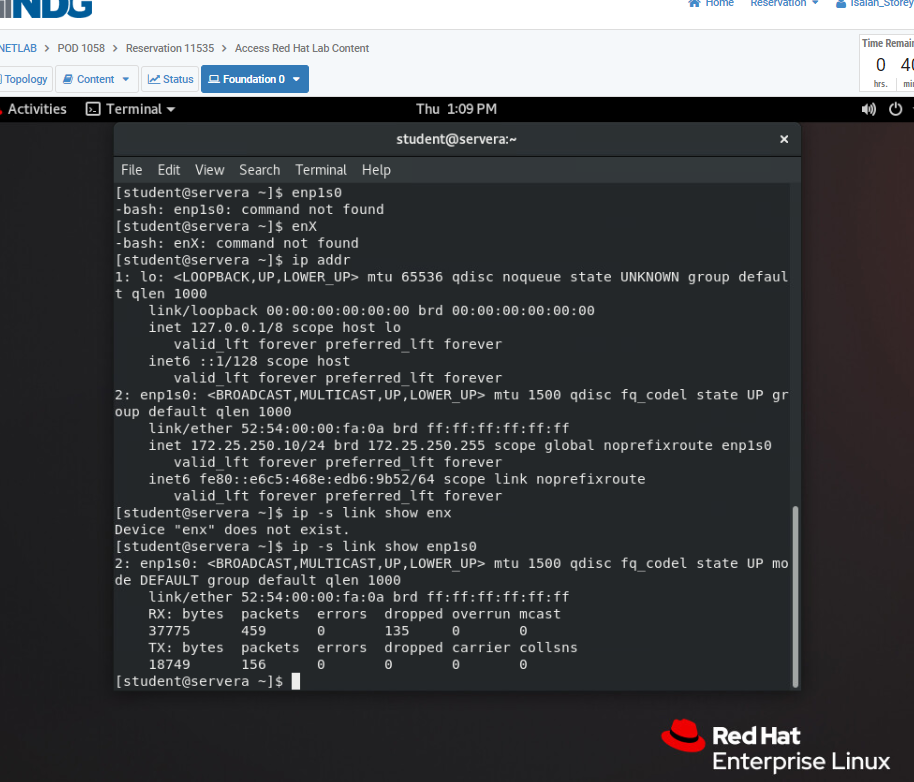 NDG
Home Reservation Isaiah_Storey
NETLAB > POD 1058 > Reservation 11535 > Access Red Hat Lab Content
Time Remai
Topology Content Status Foundation 0
0 40
hrs. min
Activities Terminal Thu 1:09 PM
student@servera:~ ×
File Edit View Search Terminal Help
[student@servera ~]$ enp1s0
-bash: enp1s0: command not found
[student@servera ~]$ enX
-bash: enX: command not found
[student@servera ~]$ ip addr
1: lo: <LOOPBACK,UP,LOWER_UP> mtu 65536 qdisc noqueue state UNKNOWN group defaul
t qlen 1000
    link/loopback 00:00:00:00:00:00 brd 00:00:00:00:00:00
    inet 127.0.0.1/8 scope host lo
       valid_lft forever preferred_lft forever
    inet6 ::1/128 scope host
       valid_lft forever preferred_lft forever
2: enp1s0: <BROADCAST,MULTICAST,UP,LOWER_UP> mtu 1500 qdisc fq_codel state UP gr
oup default qlen 1000
    link/ether 52:54:00:00:fa:0a brd ff:ff:ff:ff:ff:ff
    inet 172.25.250.10/24 brd 172.25.250.255 scope global noprefixroute enp1s0
       valid_lft forever preferred_lft forever
    inet6 fe80::e6c5:468e:edb6:9b52/64 scope link noprefixroute
       valid_lft forever preferred_lft forever
[student@servera ~]$ ip -s link show enx
Device "enx" does not exist.
[student@servera ~]$ ip -s link show enp1s0
2: enp1s0: <BROADCAST,MULTICAST,UP,LOWER_UP> mtu 1500 qdisc fq_codel state UP mo
de DEFAULT group default qlen 1000
    link/ether 52:54:00:00:fa:0a brd ff:ff:ff:ff:ff:ff
    RX: bytes  packets  errors  dropped overrun mcast
    37775      459      0       135     0       0
    TX: bytes  packets  errors  dropped carrier collsns
    18749      156      0       0       0       0
[student@servera ~]$
Red Hat
Enterprise Linux